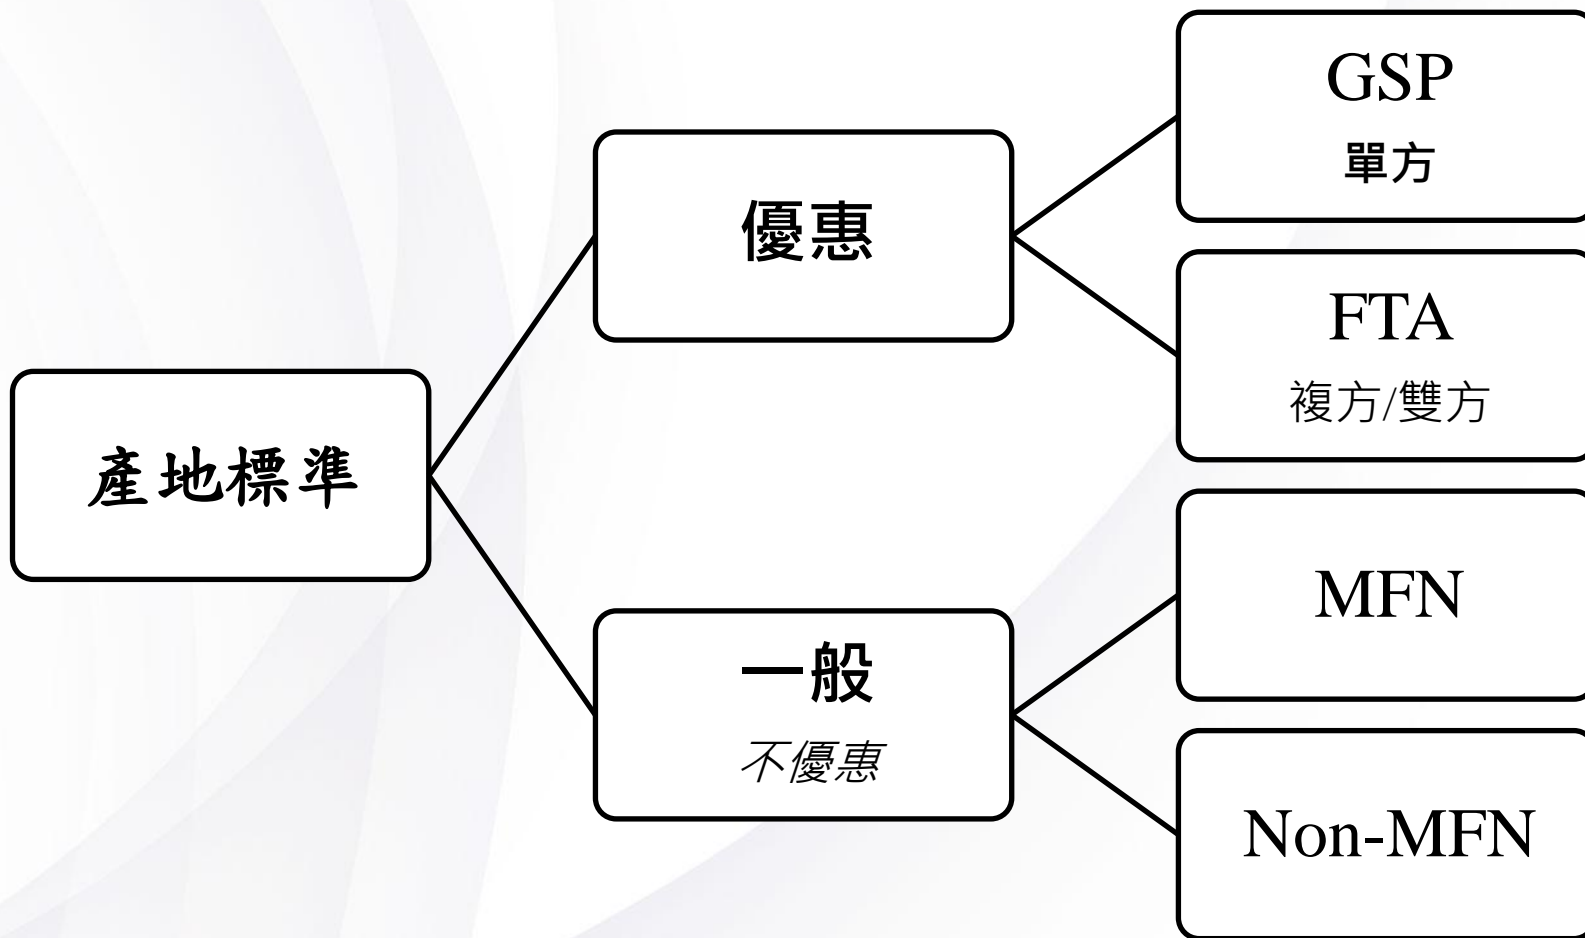 產地標準
優惠
GSP
單方
FTA
複方/雙方
一般
不優惠
MFN
Non-MFN